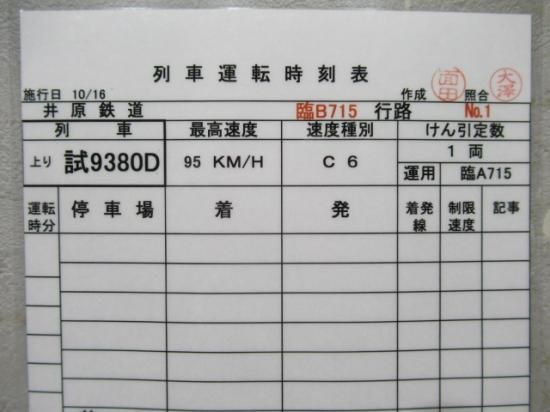 列車運転時刻表
施行日 10/16 作成 照合 大澤
井原鉄道 臨B715 行路 No.1
列車 最高速度 速度種別 けん引定数
上り 試9380D 95 KM/H C 6 1 両
運用 臨A715
運転時分 停車場 着 発 着発線 制限速度 記事